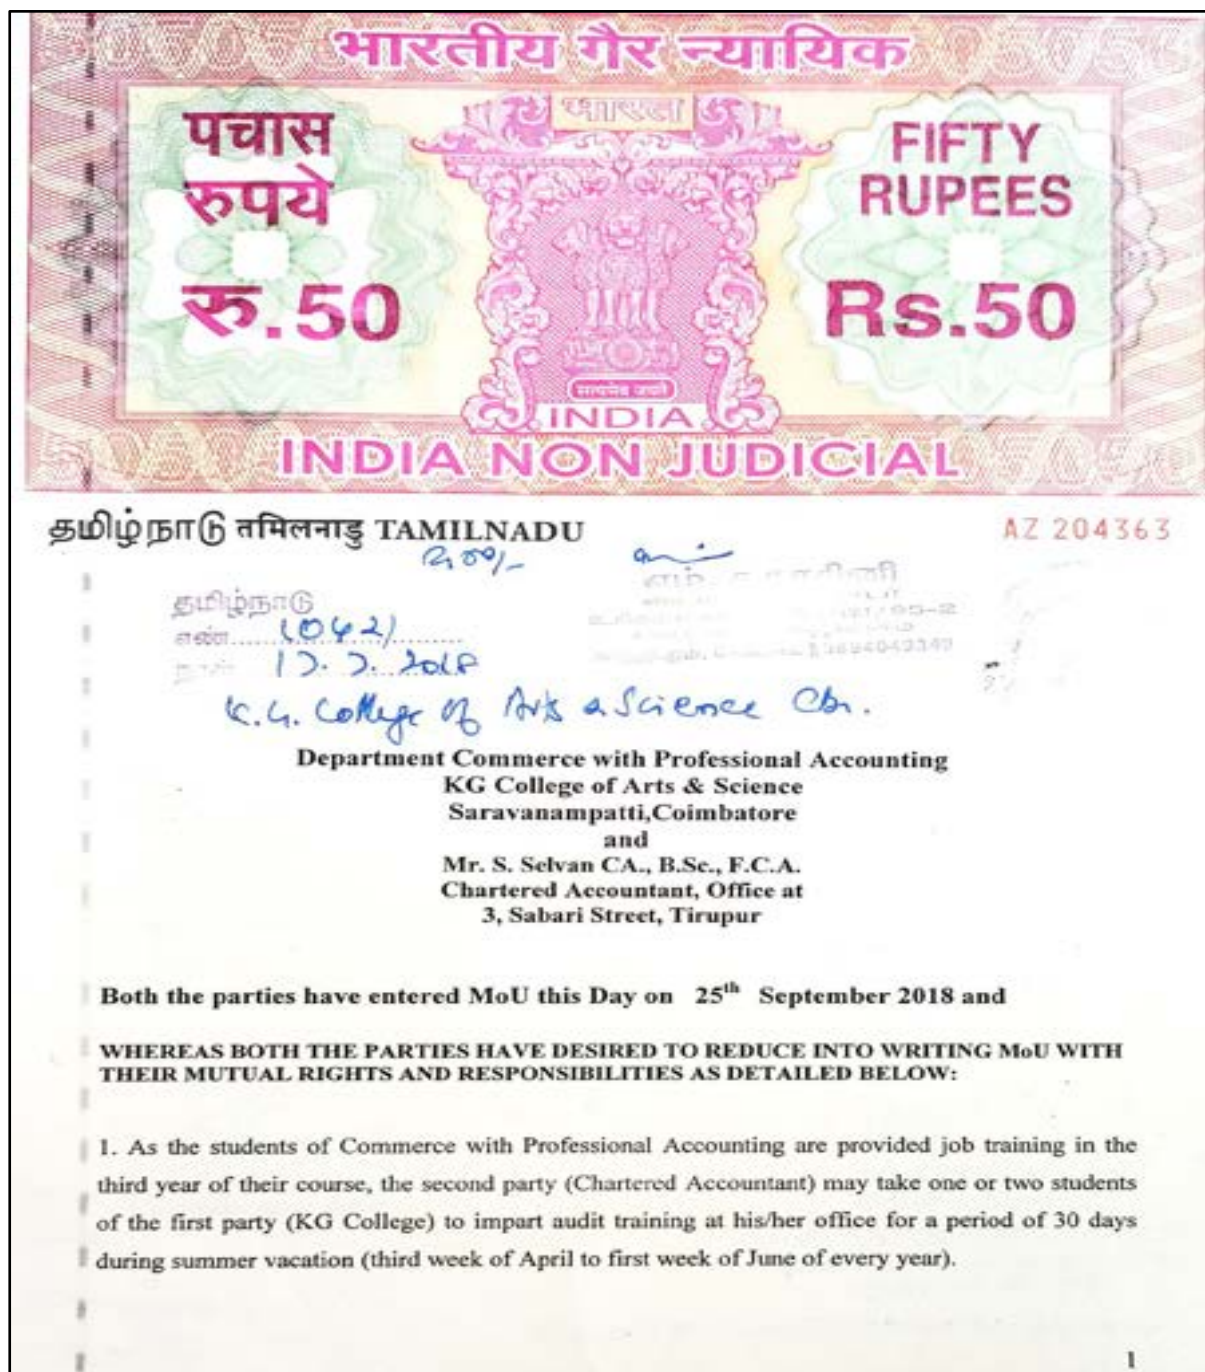 भारतीय गैर न्यायिक
भारत
पचास
रुपये
रु.50
FIFTY
RUPEES
Rs.50
सत्यमेव जयते
INDIA
INDIA NON JUDICIAL
தமிழ்நாடு तमिलनाडु TAMILNADU
AZ 204363
தமிழ்நாடு
எண்
2018
K.G. College of Arts & Science Cbr.
Department Commerce with Professional Accounting
KG College of Arts & Science
Saravanampatti,Coimbatore
and
Mr. S. Selvan CA., B.Sc., F.C.A.
Chartered Accountant, Office at
3, Sabari Street, Tirupur
Both the parties have entered MoU this Day on 25th September 2018 and
WHEREAS BOTH THE PARTIES HAVE DESIRED TO REDUCE INTO WRITING MoU WITH
THEIR MUTUAL RIGHTS AND RESPONSIBILITIES AS DETAILED BELOW:
1. As the students of Commerce with Professional Accounting are provided job training in the
third year of their course, the second party (Chartered Accountant) may take one or two students
of the first party (KG College) to impart audit training at his/her office for a period of 30 days
during summer vacation (third week of April to first week of June of every year).
1